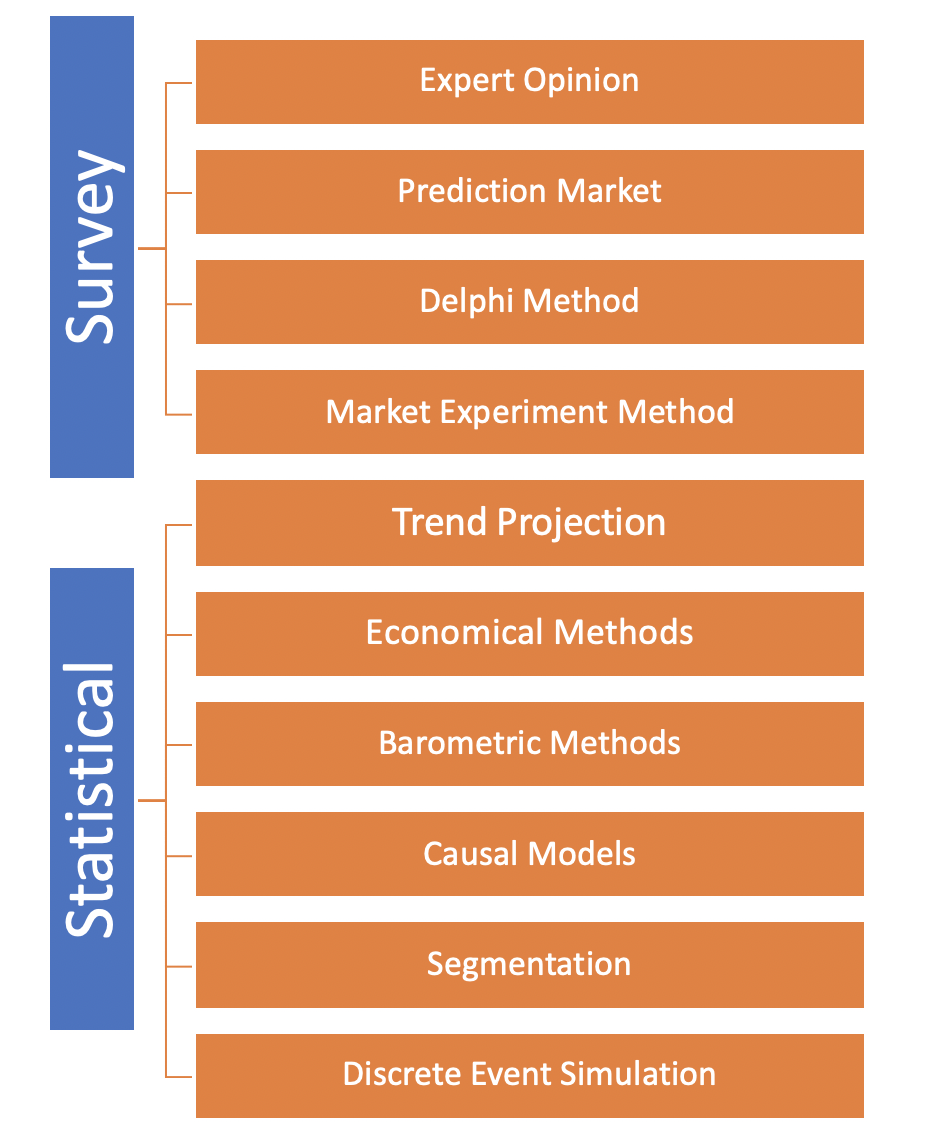 Survey
Expert Opinion
Prediction Market
Delphi Method
Market Experiment Method
Statistical
Trend Projection
Economical Methods
Barometric Methods
Causal Models
Segmentation
Discrete Event Simulation